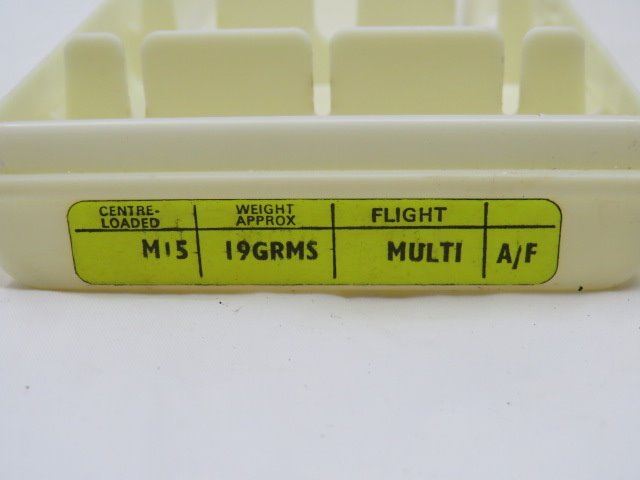 CENTRE-LOADED WEIGHT APPROX FLIGHT
M15 19GRMS MULTI A/F